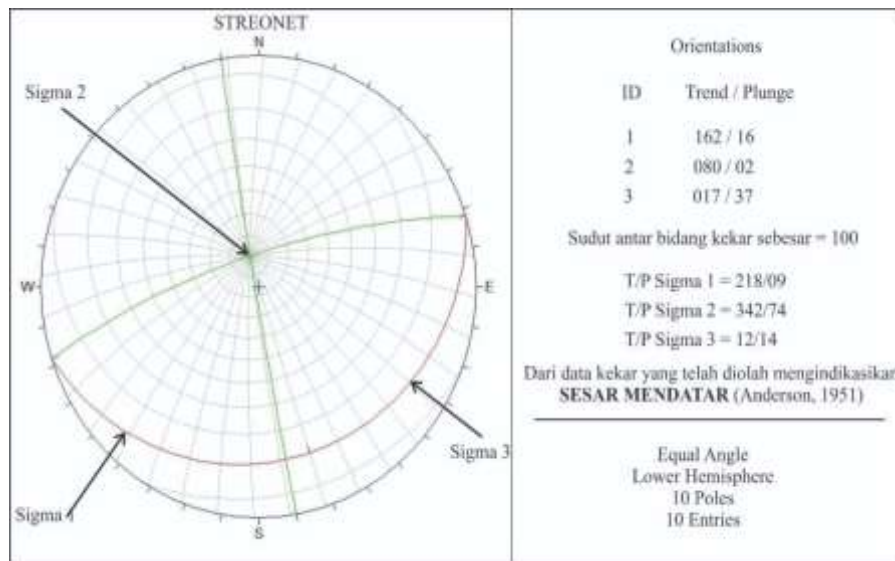 STREONET
N
Sigma 2
W
E
Sigma 3
Sigma 1
S
Orientations
ID Trend / Plunge
1 162 / 16
2 080 / 02
3 017 / 37
Sudut antar bidang kekar sebesar = 100
T/P Sigma 1 = 218/09
T/P Sigma 2 = 342/74
T/P Sigma 3 = 12/14
Dari data kekar yang telah diolah mengindikasikan
SESAR MENDATAR (Anderson, 1951)
Equal Angle
Lower Hemisphere
10 Poles
10 Entries